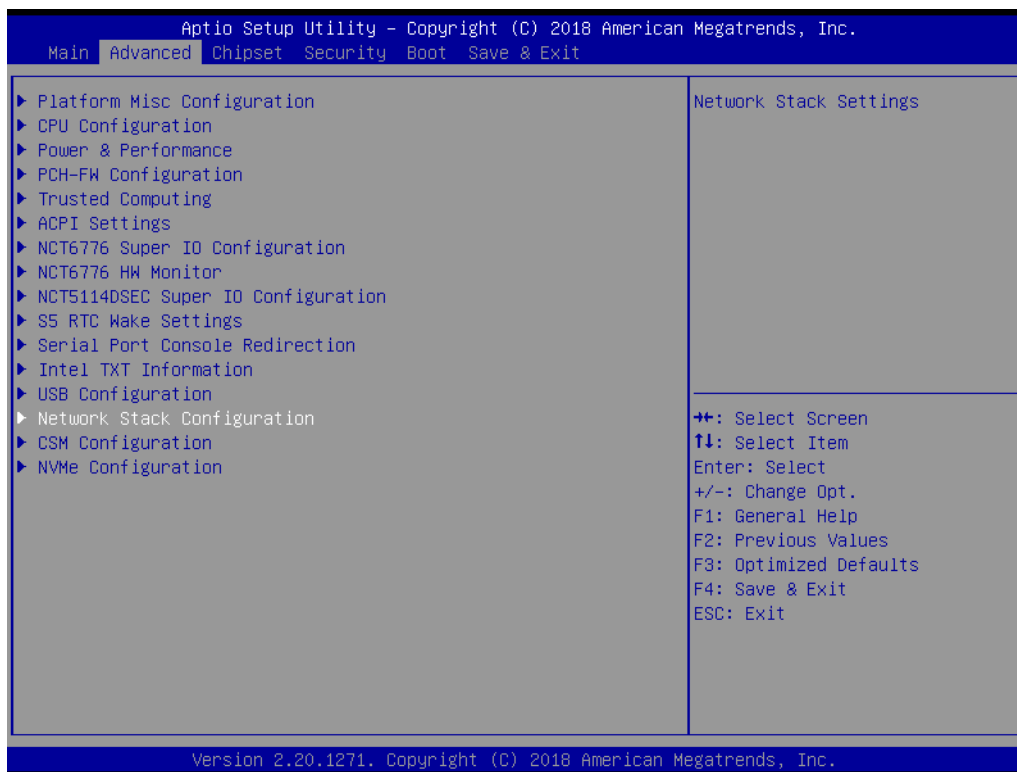 Aptio Setup Utility – Copyright (C) 2018 American Megatrends, Inc.
Main Advanced Chipset Security Boot Save & Exit
Platform Misc Configuration
CPU Configuration
Power & Performance
PCH-FW Configuration
Trusted Computing
ACPI Settings
NCT6776 Super IO Configuration
NCT6776 HW Monitor
NCT5114DSEC Super IO Configuration
S5 RTC Wake Settings
Serial Port Console Redirection
Intel TXT Information
USB Configuration
Network Stack Configuration
CSM Configuration
NVMe Configuration
Network Stack Settings
→←: Select Screen
↑↓: Select Item
Enter: Select
+/-: Change Opt.
F1: General Help
F2: Previous Values
F3: Optimized Defaults
F4: Save & Exit
ESC: Exit
Version 2.20.1271. Copyright (C) 2018 American Megatrends, Inc.